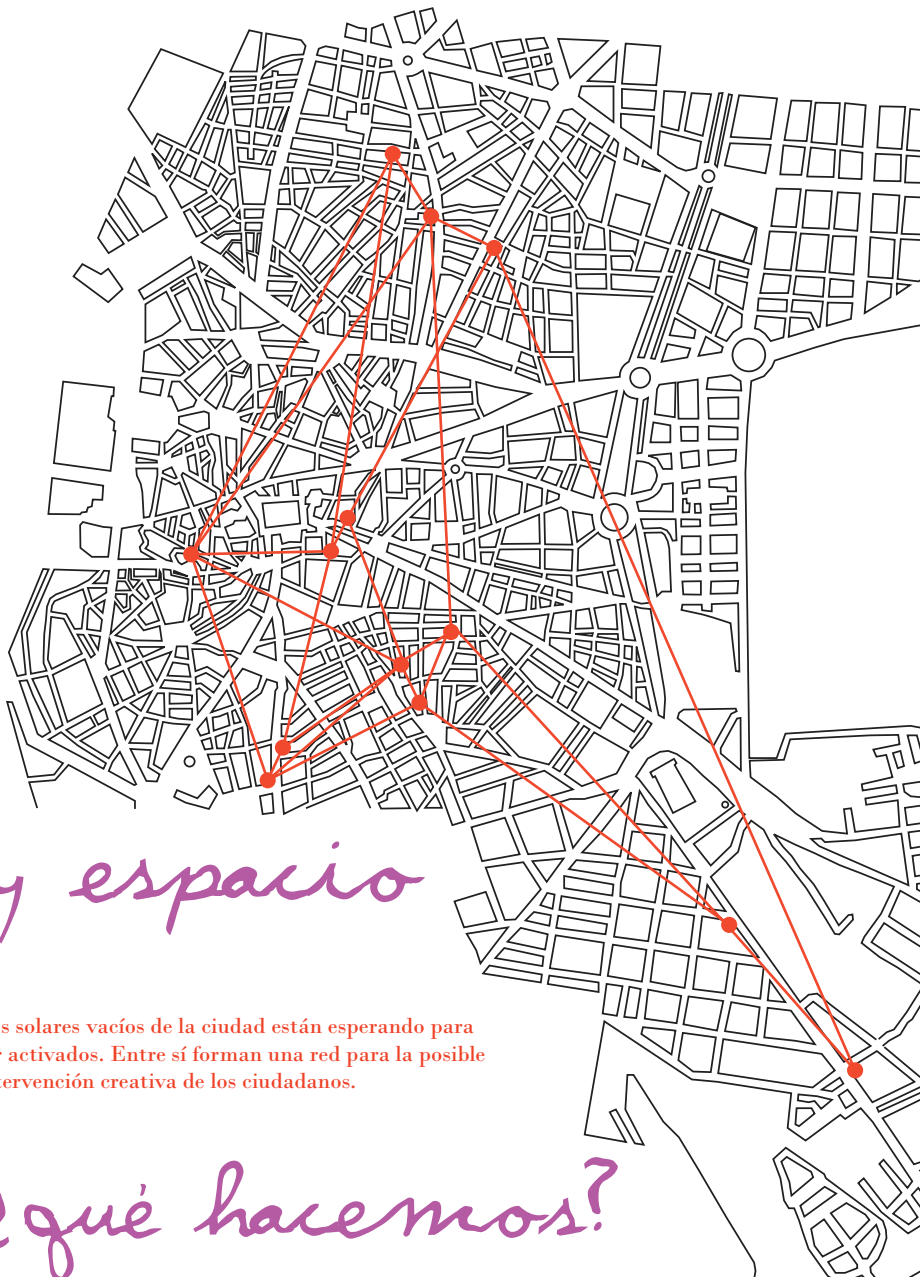 y espacio
s solares vacíos de la ciudad están esperando para
r activados. Entre sí forman una red para la posible
tervención creativa de los ciudadanos.
¿qué hacemos?